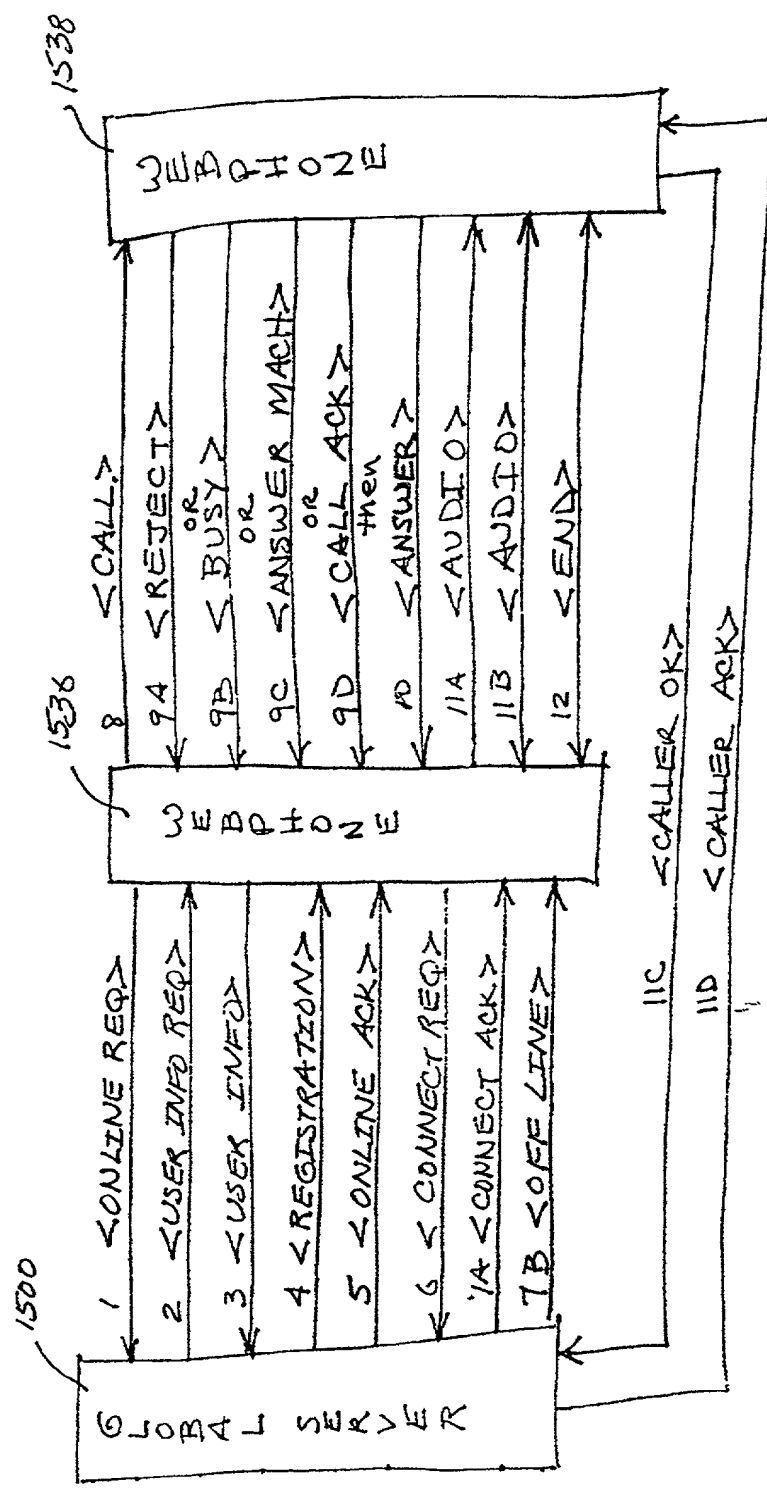 1500
GLOBAL SERVER
1 <ONLINE REQ>
2 <USER INFO REQ>
3 <USER INFO>
4 <REGISTRATION>
5 <ONLINE ACK>
6 <CONNECT REQ>
7A <CONNECT ACK>
7B <OFF LINE>
1536
WEBPHONE
8 <CALL>
9A <REJECT>
OR
9B <BUSY>
OR
9C <ANSWER MACH>
OR
9D <CALL ACK>
then
10 <ANSWER>
11A <AUDIO>
11B <AUDIO>
12 <END>
1538
WEBPHONE
11C <CALLER OK>
11D <CALLER ACK>